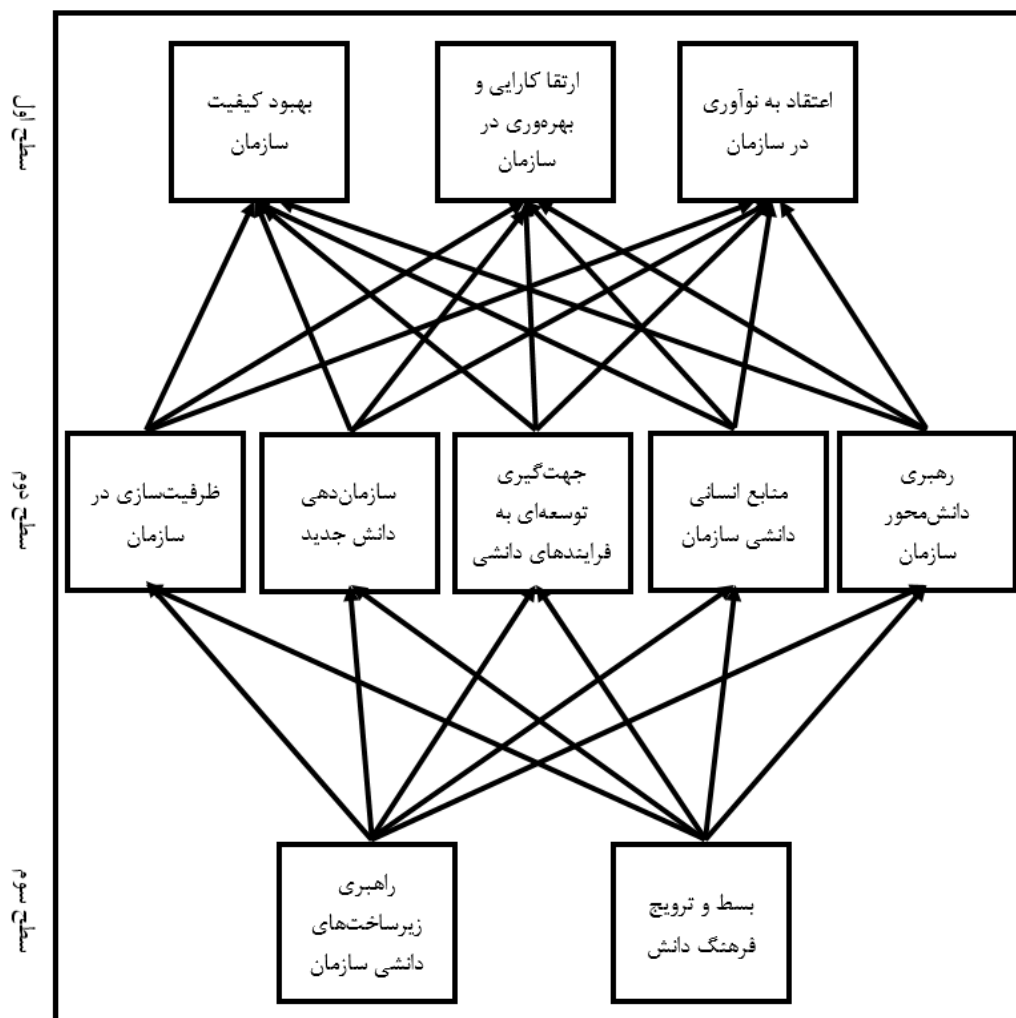 سطح اول
اعتقاد به نوآوری
در سازمان
ارتقا کارایی و
بهره‌وری در
سازمان
بهبود کیفیت
سازمان
سطح دوم
رهبری
دانش‌محور
سازمان
منابع انسانی
دانشی سازمان
جهت‌گیری
توسعه‌ای به
فرایندهای دانشی
سازمان‌دهی
دانش جدید
ظرفیت‌سازی در
سازمان
سطح سوم
بسط و ترویج
فرهنگ دانش
راهبری
زیرساخت‌های
دانشی سازمان